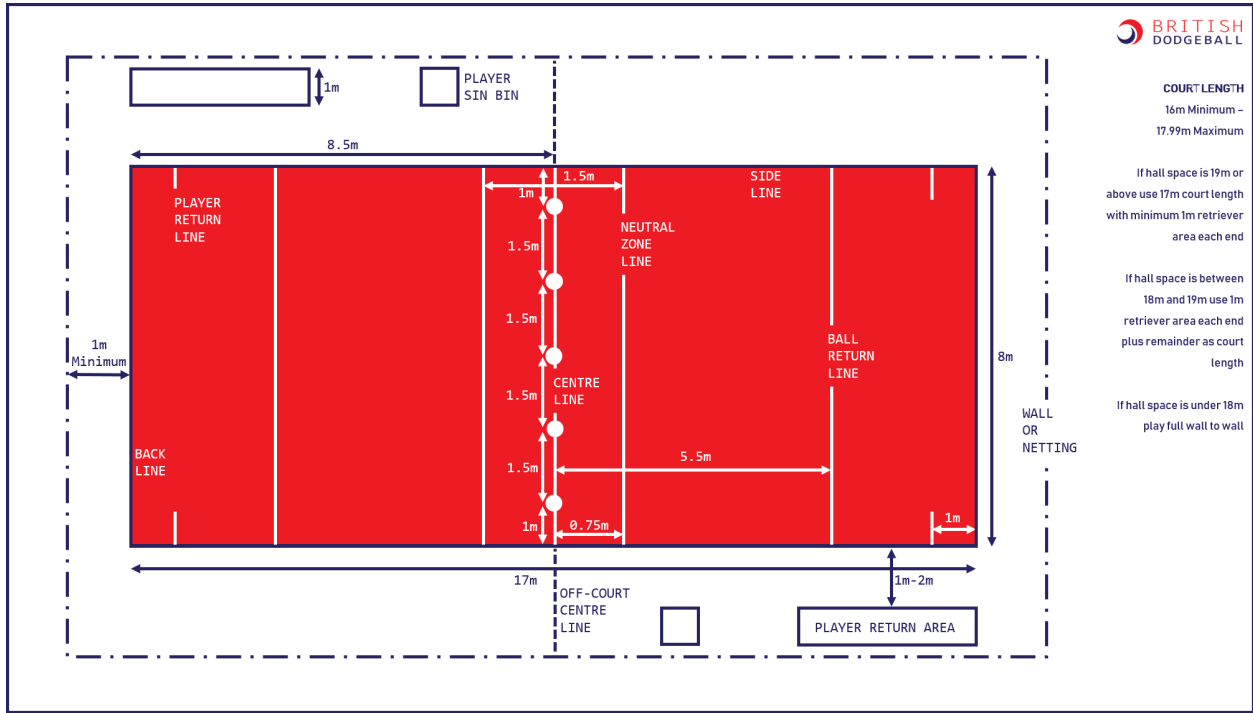 BRITISH
DODGEBALL
COURT LENGTH
16m Minimum –
17.99m Maximum
If hall space is 19m or
above use 17m court length
with minimum 1m retriever
area each end
If hall space is between
18m and 19m use 1m
retriever area each end
plus remainder as court
length
If hall space is under 18m
play full wall to wall
1m
PLAYER
SIN BIN
8.5m
1.5m
1m
SIDE
LINE
PLAYER
RETURN
LINE
NEUTRAL
ZONE
LINE
1.5m
1.5m
BALL
RETURN
LINE
1m
Minimum
8m
CENTRE
LINE
1.5m
WALL
OR
NETTING
BACK
LINE
5.5m
1.5m
1m
0.75m
1m
17m
1m-2m
OFF-COURT
CENTRE
LINE
PLAYER RETURN AREA